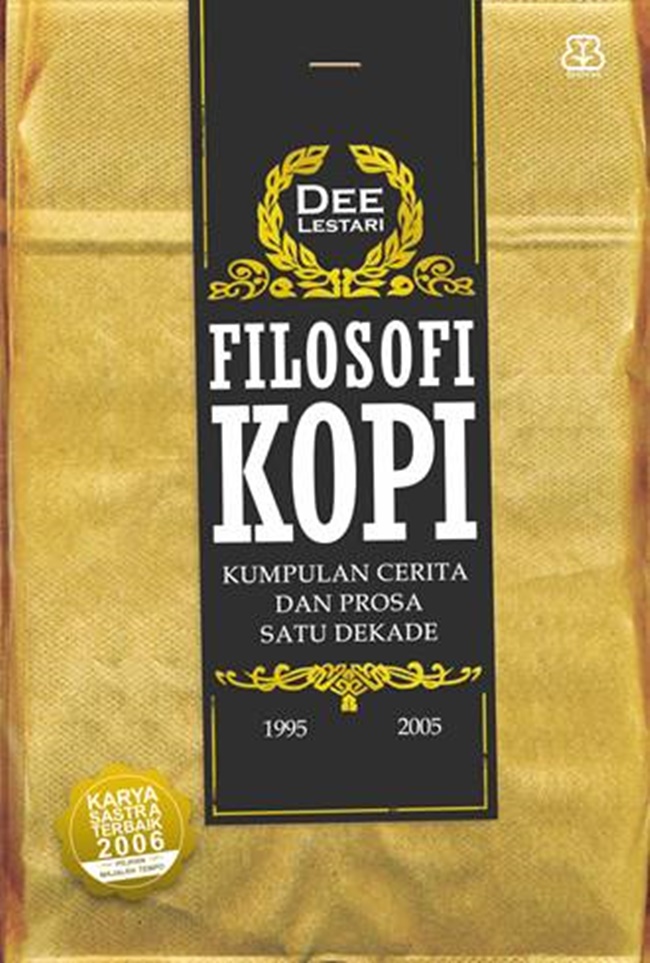 DEE
LESTARI
FILOSOFI
KOPI
KUMPULAN CERITA
DAN PROSA
SATU DEKADE
1995 2005
KARYA
SASTRA
TERBAIK
2006
PILIHAN
MAJALAH TEMPO